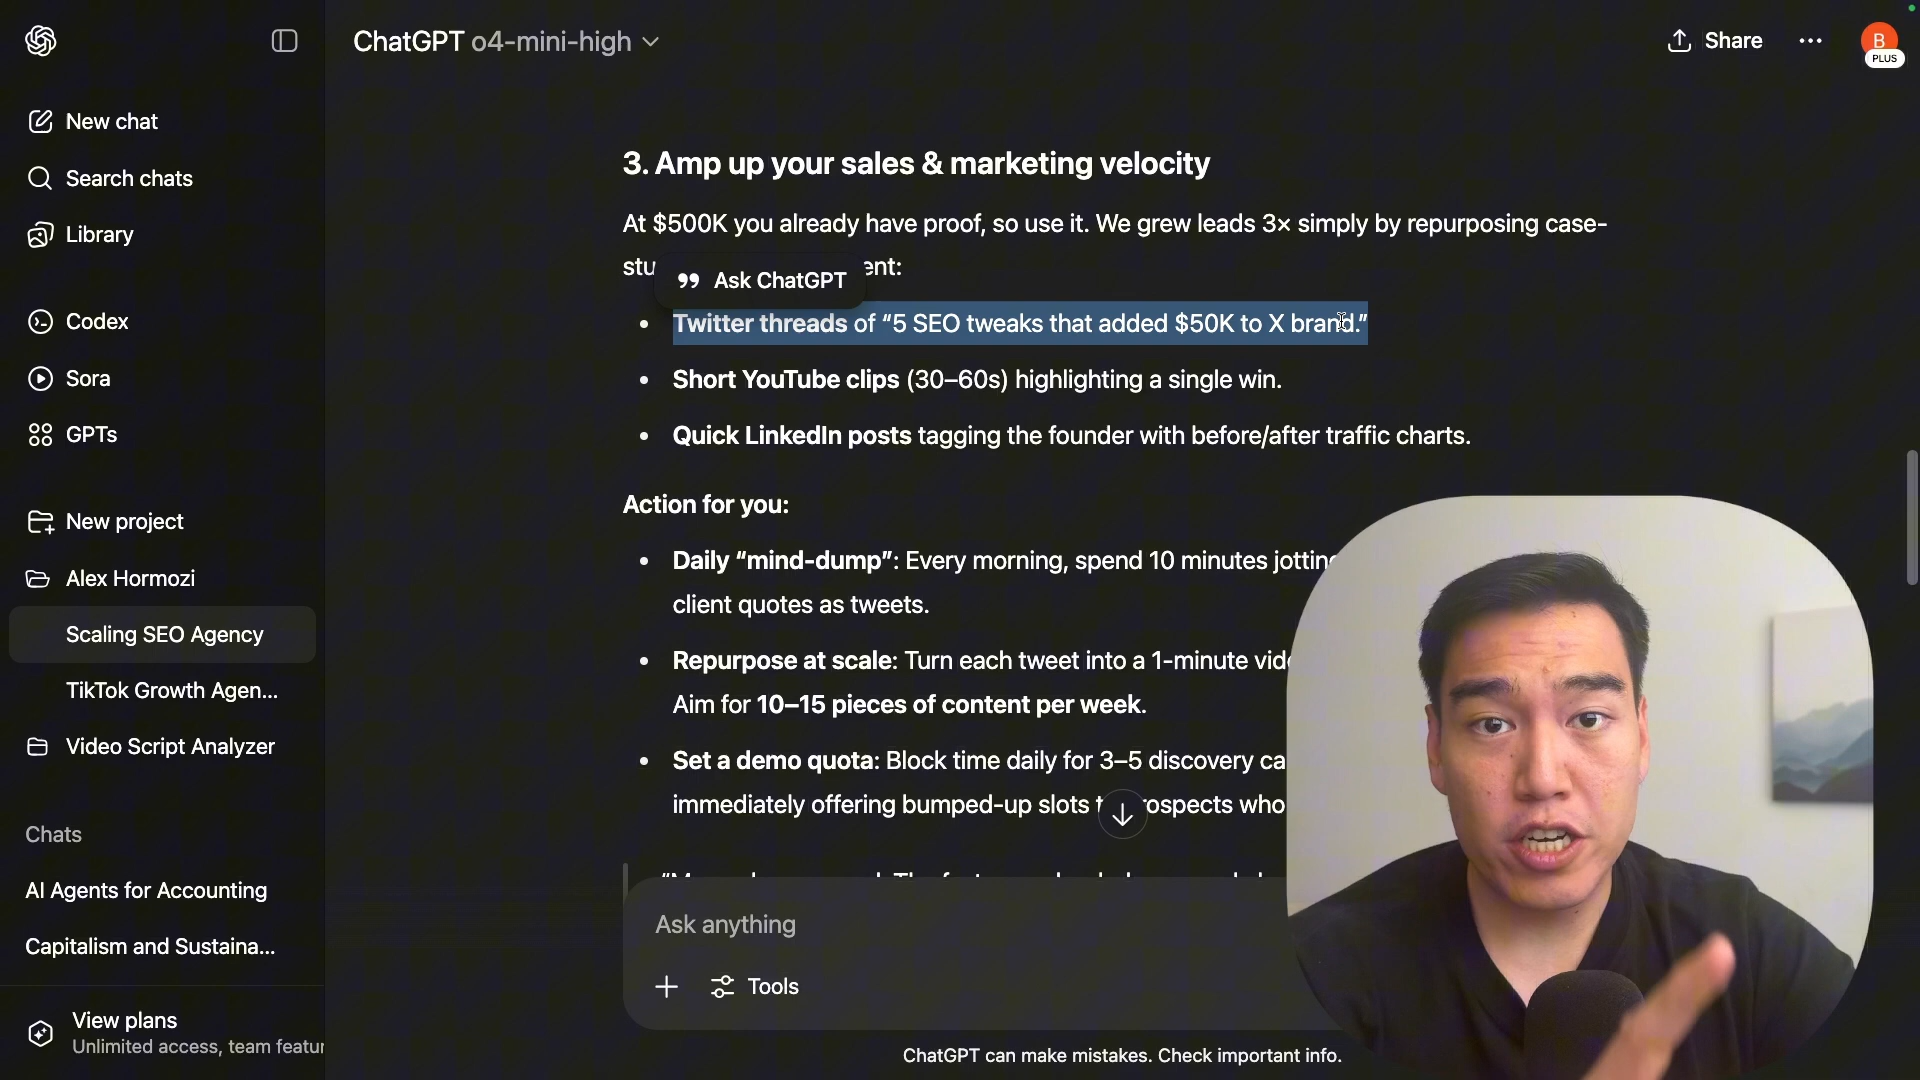 ChatGPT o4-mini-high
Share
B
PLUS
New chat
Search chats
Library
Codex
Sora
GPTs
New project
Alex Hormozi
Scaling SEO Agency
TikTok Growth Agen...
Video Script Analyzer
Chats
AI Agents for Accounting
Capitalism and Sustaina...
View plans
Unlimited access, team featur
3. Amp up your sales & marketing velocity
At $500K you already have proof, so use it. We grew leads 3× simply by repurposing case-
stu ent:
Ask ChatGPT
• Twitter threads of “5 SEO tweaks that added $50K to X brand.”
• Short YouTube clips (30–60s) highlighting a single win.
• Quick LinkedIn posts tagging the founder with before/after traffic charts.
Action for you:
• Daily “mind-dump”: Every morning, spend 10 minutes jotting
client quotes as tweets.
• Repurpose at scale: Turn each tweet into a 1-minute vide
Aim for 10–15 pieces of content per week.
• Set a demo quota: Block time daily for 3–5 discovery ca
immediately offering bumped-up slots t rospects who
Ask anything
Tools
ChatGPT can make mistakes. Check important info.